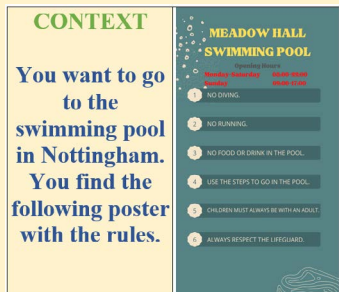 CONTEXT
You want to go
to the
swimming pool
in Nottingham.
You find the
following poster
with the rules.
MEADOW HALL
SWIMMING POOL
Opening Hours
Monday-Saturday
Sunday
1 NO DIVING.
2 NO RUNNING.
3 NO FOOD OR DRINK IN THE POOL.
4 USE THE STEPS TO GO IN THE POOL.
5 CHILDREN MUST ALWAYS BE WITH AN ADULT.
6 ALWAYS RESPECT THE LIFEGUARD.